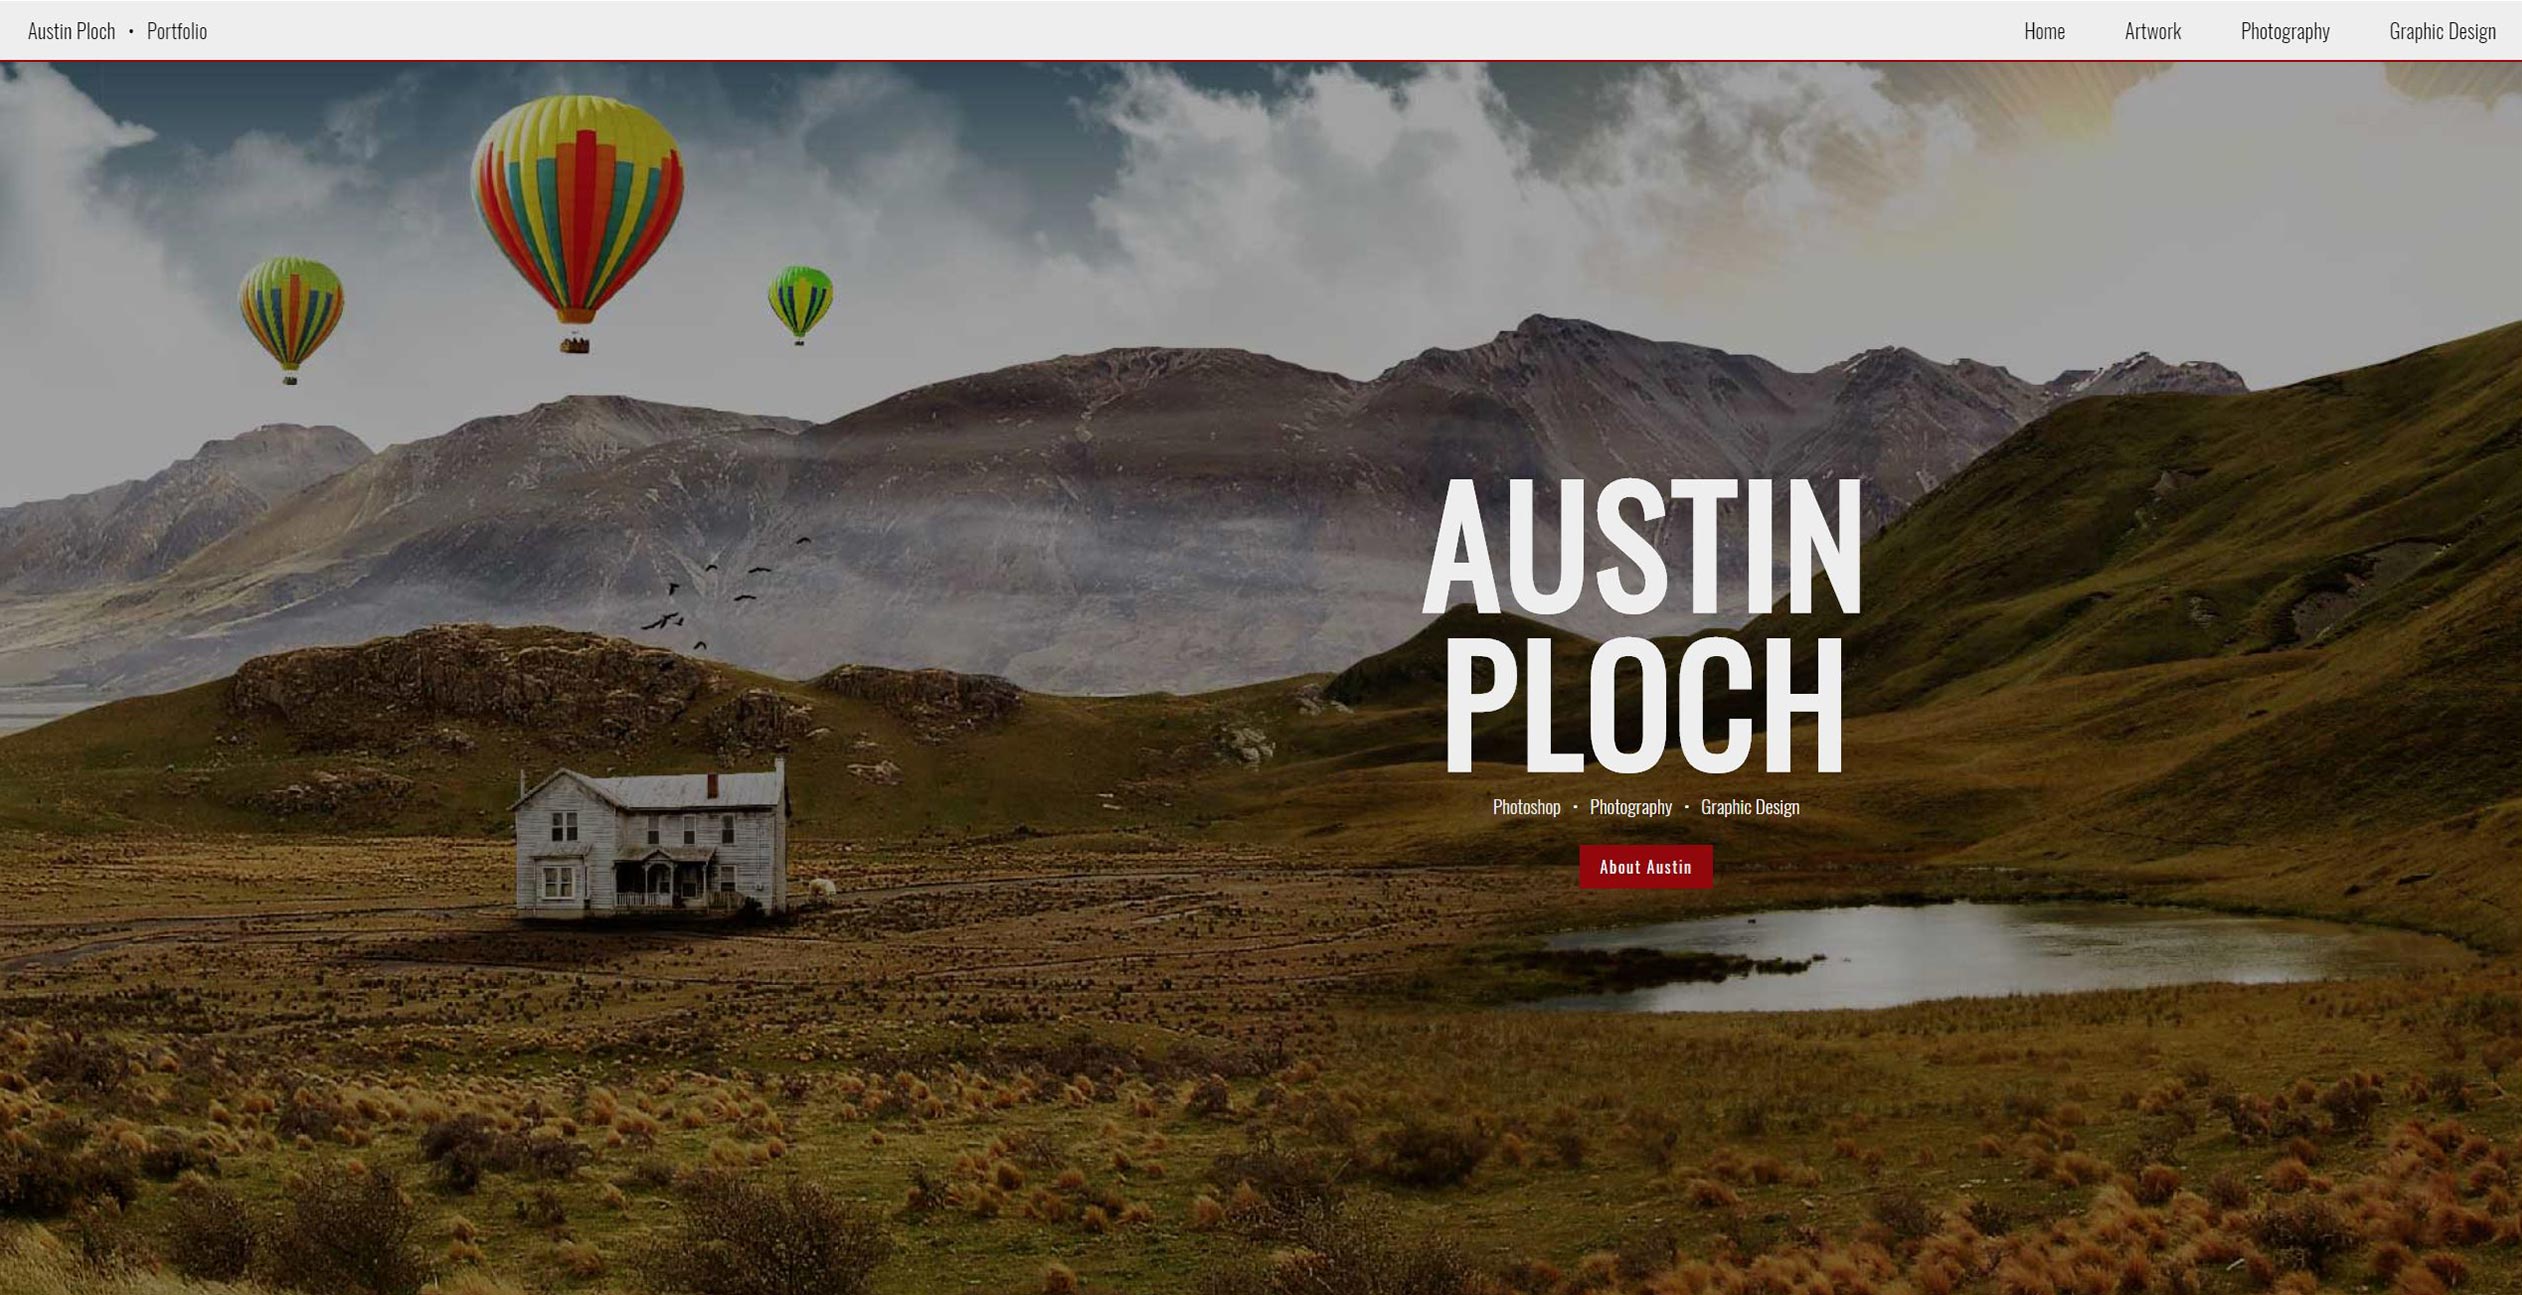 Austin Ploch • Portfolio
Home Artwork Photography Graphic Design
AUSTIN
PLOCH
Photoshop • Photography • Graphic Design
About Austin